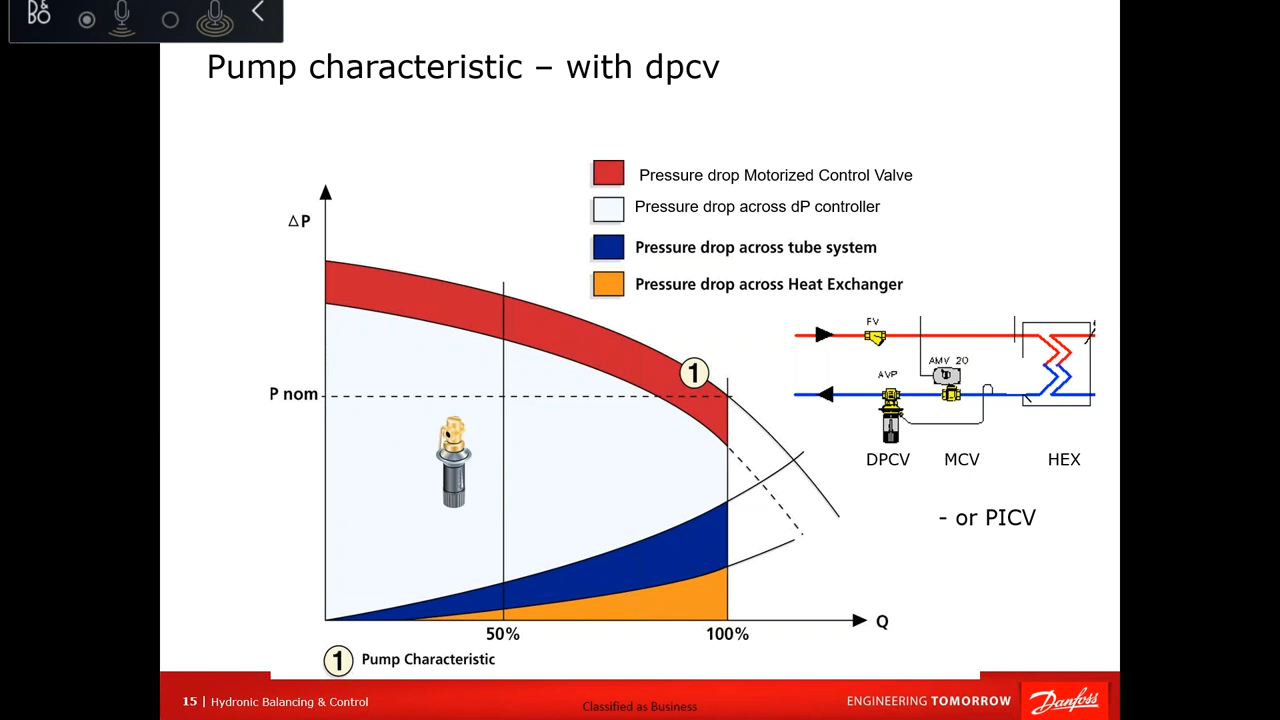 B&O
Pump characteristic – with dpcv
Pressure drop Motorized Control Valve
Pressure drop across dP controller
Pressure drop across tube system
Pressure drop across Heat Exchanger
ΔP
P nom
1
50%
100%
Q
1 Pump Characteristic
FV
AMV 20
AVP
DPCV MCV HEX
- or PICV
15 | Hydronic Balancing & Control
Classified as Business
ENGINEERING TOMORROW
Danfoss